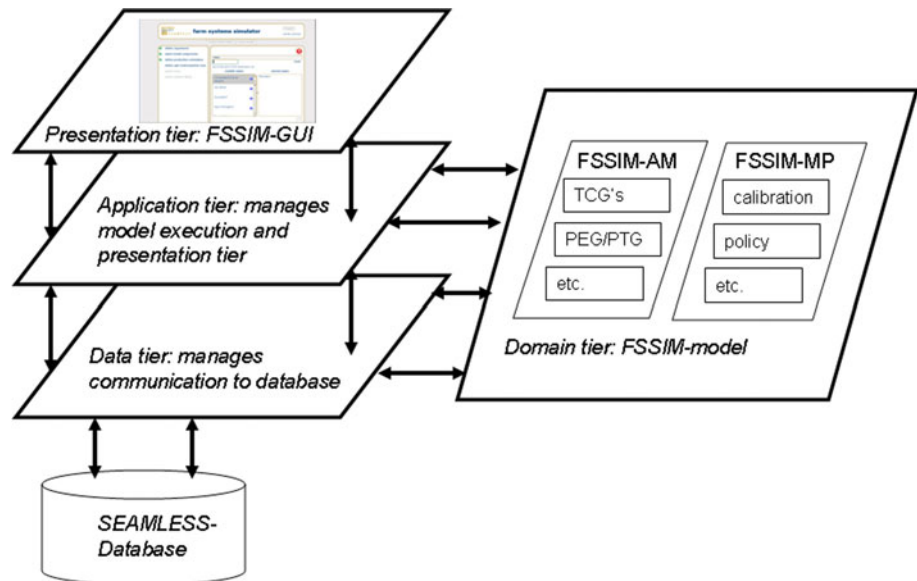 farm systems simulator
Presentation tier: FSSIM-GUI
Application tier: manages
model execution and
presentation tier
Data tier: manages
communication to database
SEAMLESS-
Database
FSSIM-AM
TCG's
PEG/PTG
etc.
FSSIM-MP
calibration
policy
etc.
Domain tier: FSSIM-model